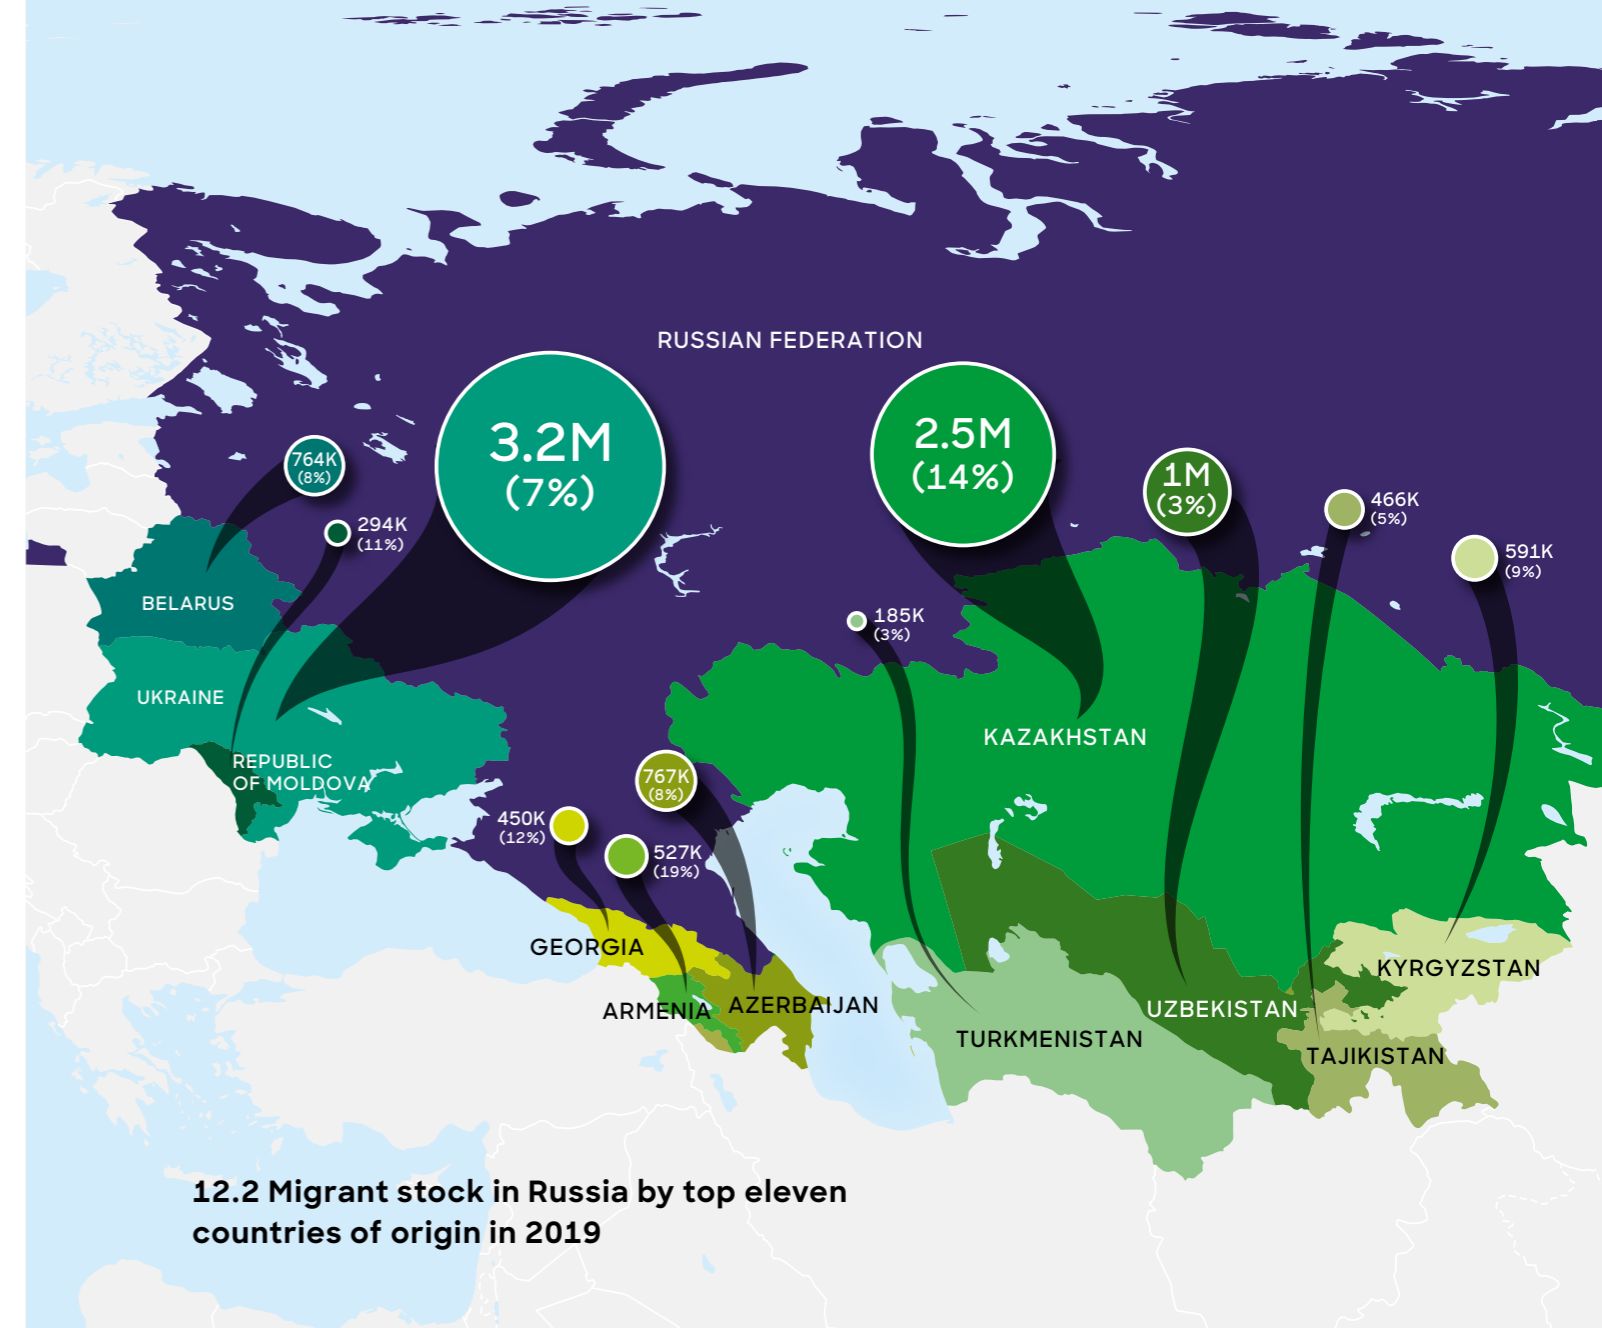 RUSSIAN FEDERATION
3.2M
(7%)
2.5M
(14%)
764K
(8%)
1M
(3%)
466K
(5%)
294K
(11%)
591K
(9%)
BELARUS
185K
(3%)
UKRAINE
KAZAKHSTAN
REPUBLIC
OF MOLDOVA
767K
(8%)
450K
(12%)
527K
(19%)
GEORGIA
KYRGYZSTAN
ARMENIA
AZERBAIJAN
UZBEKISTAN
TURKMENISTAN
TAJIKISTAN
12.2 Migrant stock in Russia by top eleven
countries of origin in 2019